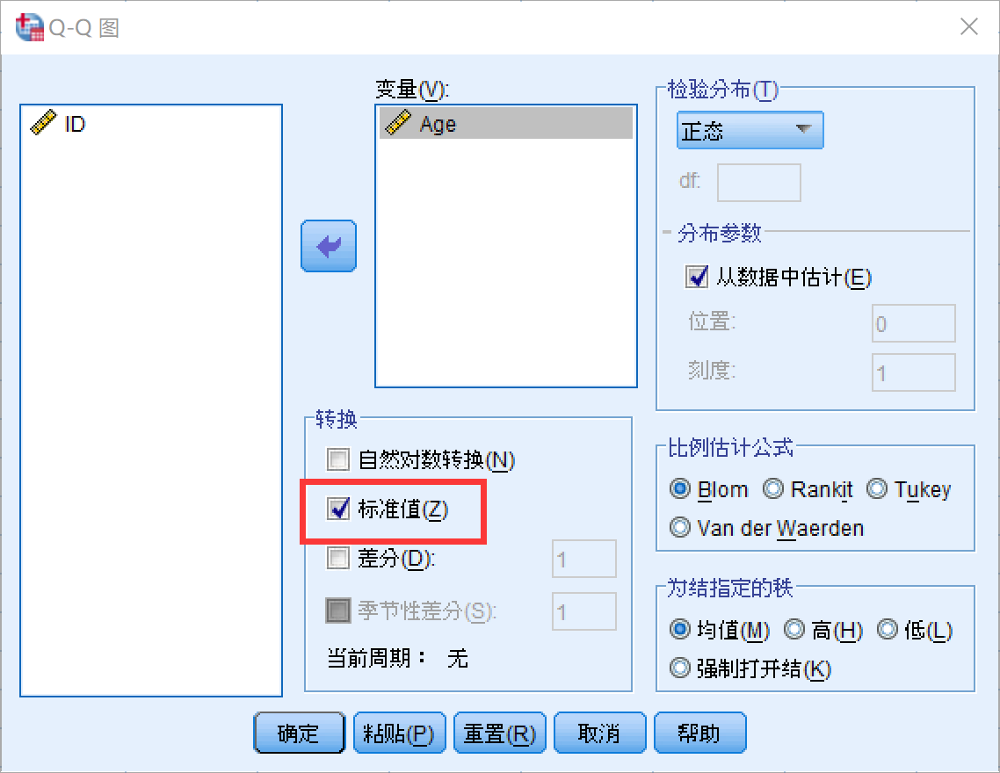 Q-Q 图
ID
变量(V):
Age
检验分布(T)
正态
df:
分布参数
从数据中估计(E)
位置: 0
刻度: 1
转换
自然对数转换(N)
标准值(Z)
差分(D): 1
季节性差分(S): 1
当前周期： 无
比例估计公式
Blom Rankit Tukey
Van der Waerden
为结指定的秩
均值(M) 高(H) 低(L)
强制打开结(K)
确定 粘贴(P) 重置(R) 取消 帮助